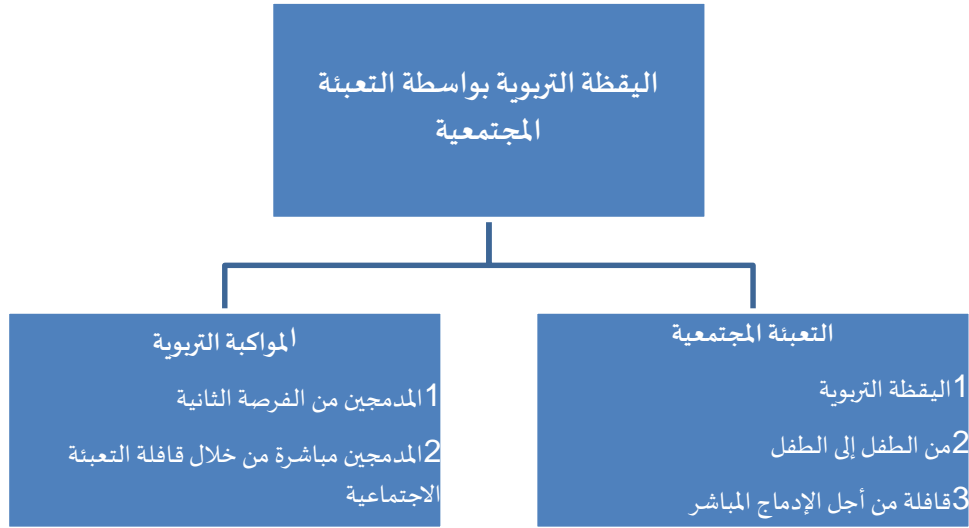 اليقظة التربوية بواسطة التعبئة
المجتمعية
التعبئة المجتمعية
1اليقظة التربوية
2من الطفل إلى الطفل
3قافلة من أجل الإدماج المباشر
المواكبة التربوية
1المدمجين من الفرصة الثانية
2المدمجين مباشرة من خلال قافلة التعبئة
الاجتماعية